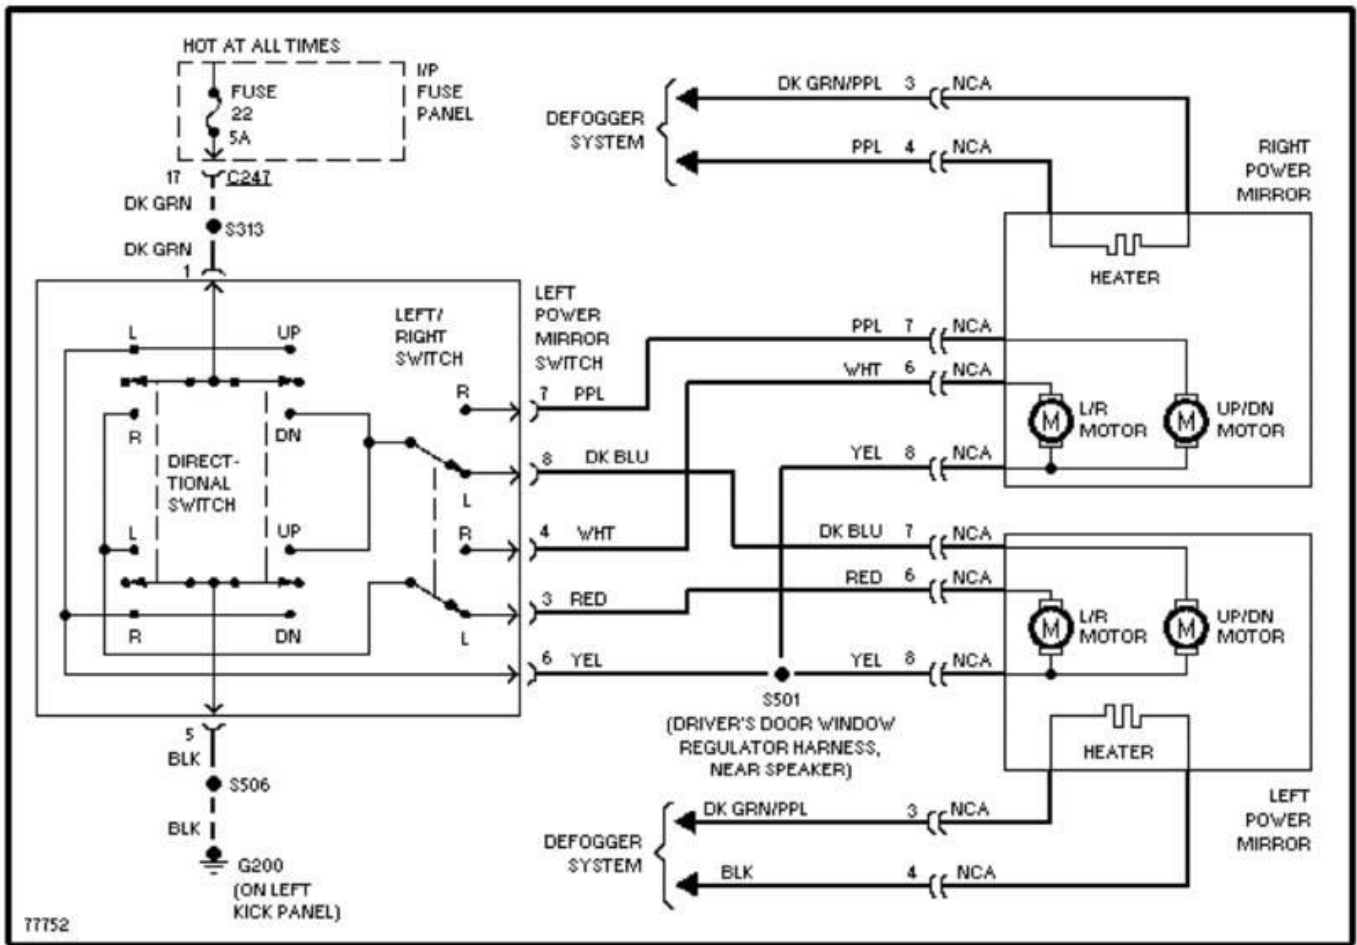 HOT AT ALL TIMES
I/P
FUSE
PANEL
FUSE
22
5A
17
C247
DK GRN
S313
DK GRN
1
LEFT
POWER
MIRROR
SWITCH
LEFT/
RIGHT
SWITCH
L
UP
R
DN
DIRECT-
TIONAL
SWITCH
L
UP
R
DN
R
L
R
L
7 PPL
8 DK BLU
4 WHT
3 RED
6 YEL
5
BLK
S506
BLK
G200
(ON LEFT
KICK PANEL)
77752
DEFOGGER
SYSTEM
DK GRN/PPL 3 NCA
PPL 4 NCA
RIGHT
POWER
MIRROR
HEATER
PPL 7 NCA
WHT 6 NCA
M
L/R
MOTOR
M
UP/DN
MOTOR
YEL 8 NCA
DK BLU 7 NCA
RED 6 NCA
M
L/R
MOTOR
M
UP/DN
MOTOR
YEL 8 NCA
S501
(DRIVER'S DOOR WINDOW
REGULATOR HARNESS,
NEAR SPEAKER)
HEATER
LEFT
POWER
MIRROR
DEFOGGER
SYSTEM
DK GRN/PPL 3 NCA
BLK 4 NCA